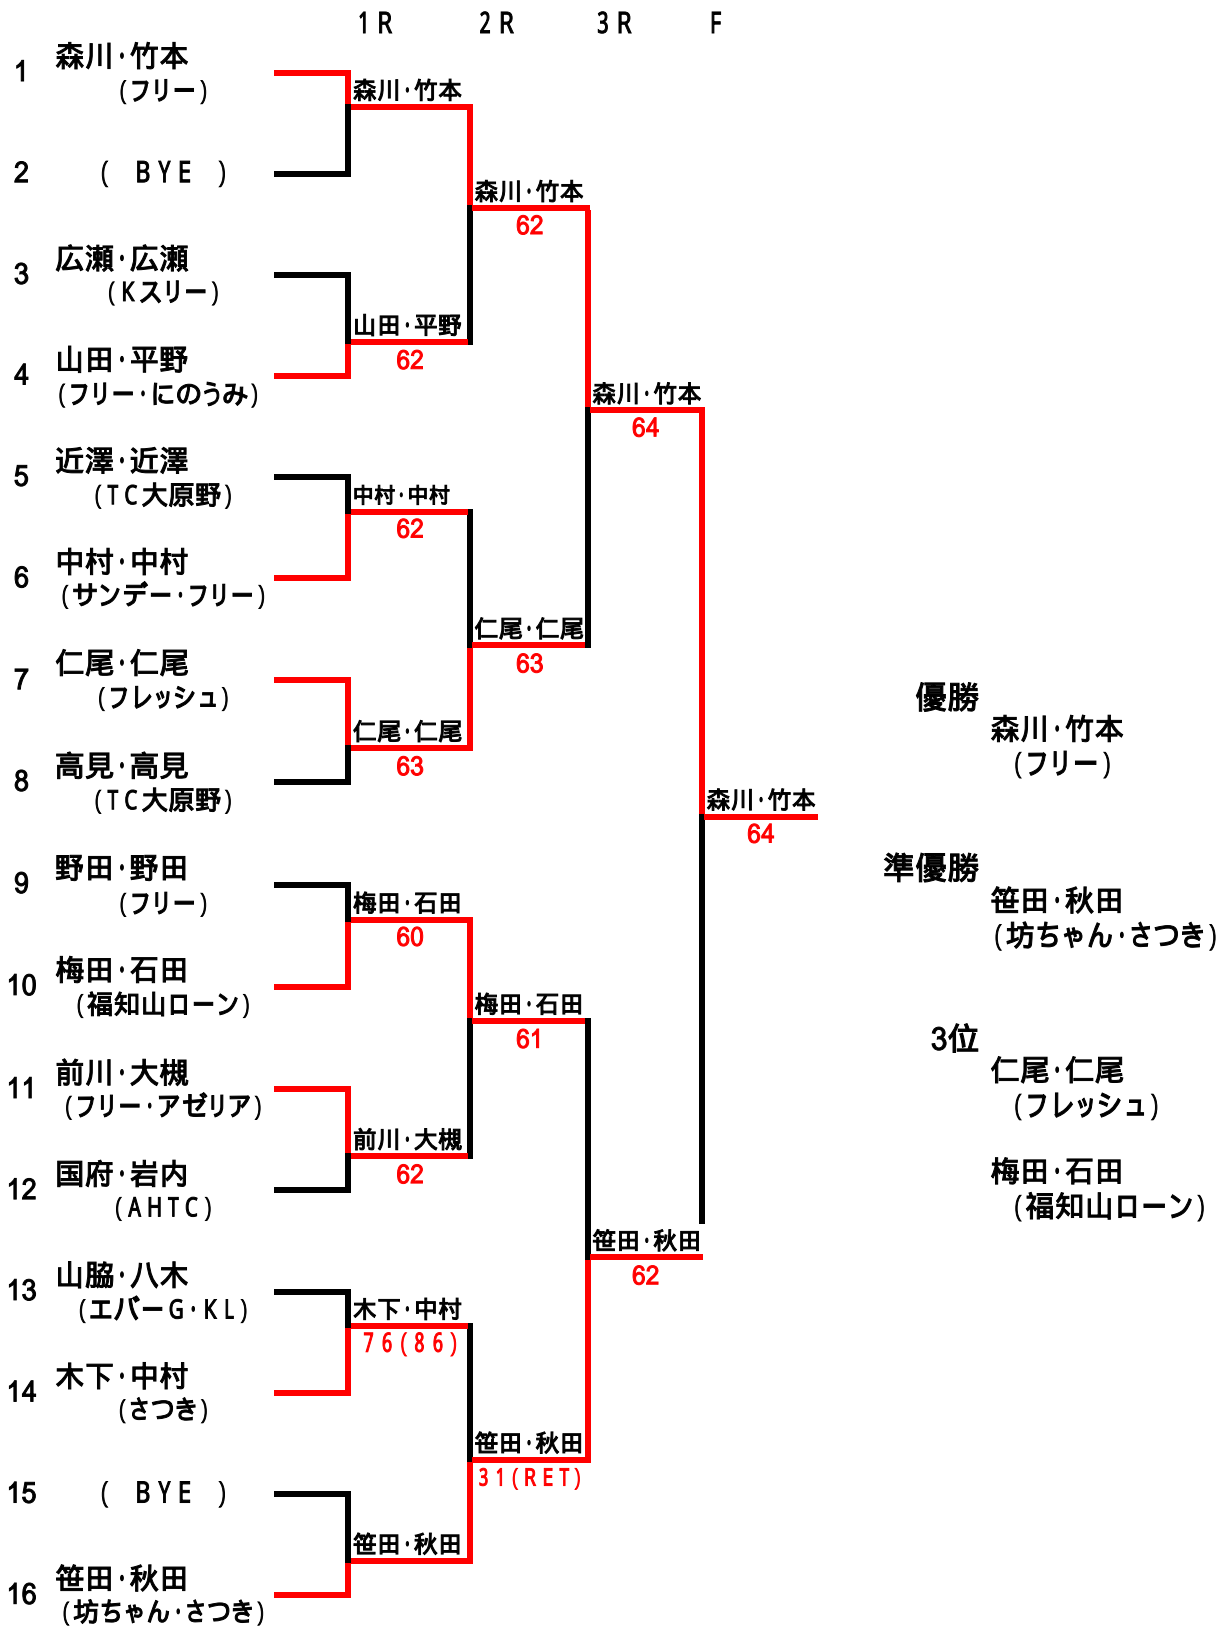 1R 2R 3R F
1 森川・竹本
(フリー)
森川・竹本
2 ( BYE )
森川・竹本
62
3 広瀬・広瀬
(Kスリー)
山田・平野
62
4 山田・平野
(フリー・にのうみ)
森川・竹本
64
5 近澤・近澤
(TC大原野)
中村・中村
62
6 中村・中村
(サンデー・フリー)
仁尾・仁尾
63
7 仁尾・仁尾
(フレッシュ)
仁尾・仁尾
63
8 高見・高見
(TC大原野)
森川・竹本
64
9 野田・野田
(フリー)
梅田・石田
60
10 梅田・石田
(福知山ローン)
梅田・石田
61
11 前川・大槻
(フリー・アゼリア)
前川・大槻
62
12 国府・岩内
(AHTC)
笹田・秋田
62
13 山脇・八木
(エバーG・KL)
木下・中村
76(86)
14 木下・中村
(さつき)
笹田・秋田
31(RET)
15 ( BYE )
笹田・秋田
16 笹田・秋田
(坊ちゃん・さつき)
優勝
森川・竹本
(フリー)
準優勝
笹田・秋田
(坊ちゃん・さつき)
3位
仁尾・仁尾
(フレッシュ)
梅田・石田
(福知山ローン)